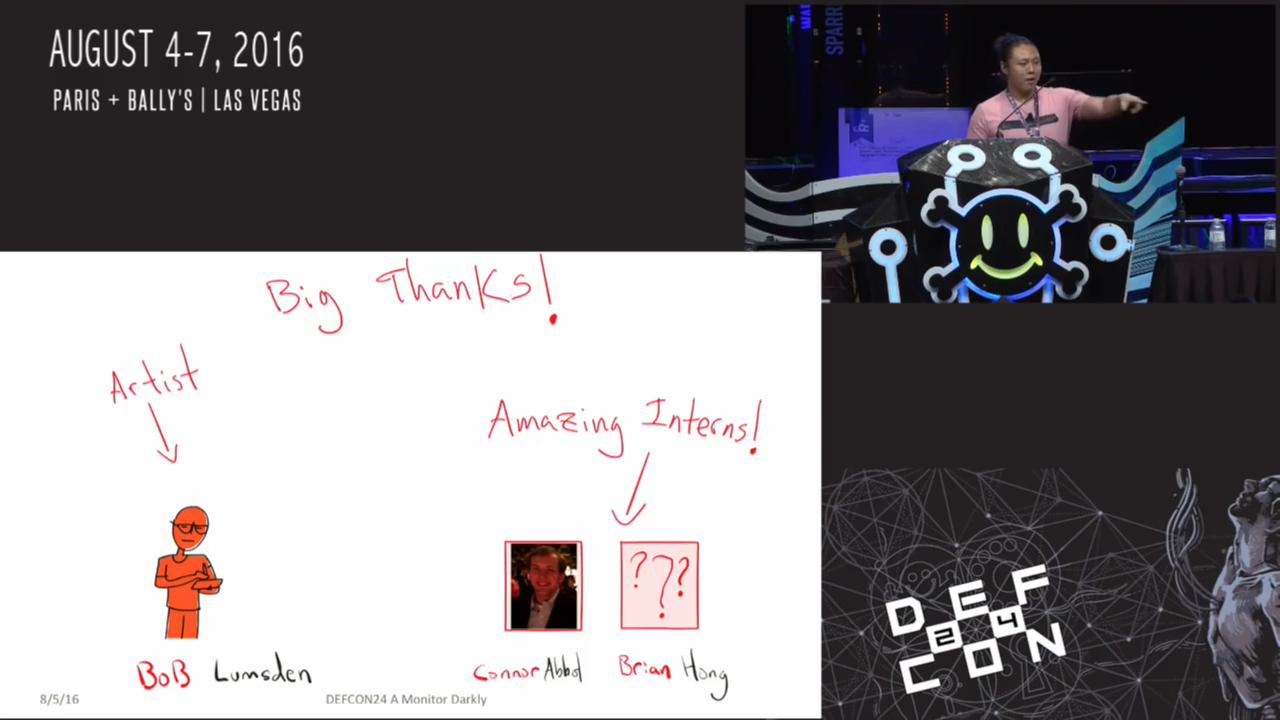 AUGUST 4-7, 2016
PARIS + BALLY'S | LAS VEGAS
SPARR
Big Thanks!
Artist
Amazing Interns!
???
BoB Lumsden
Connor Abbot
Brian Hong
8/5/16
DEFCON24 A Monitor Darkly
DEF
24
CON